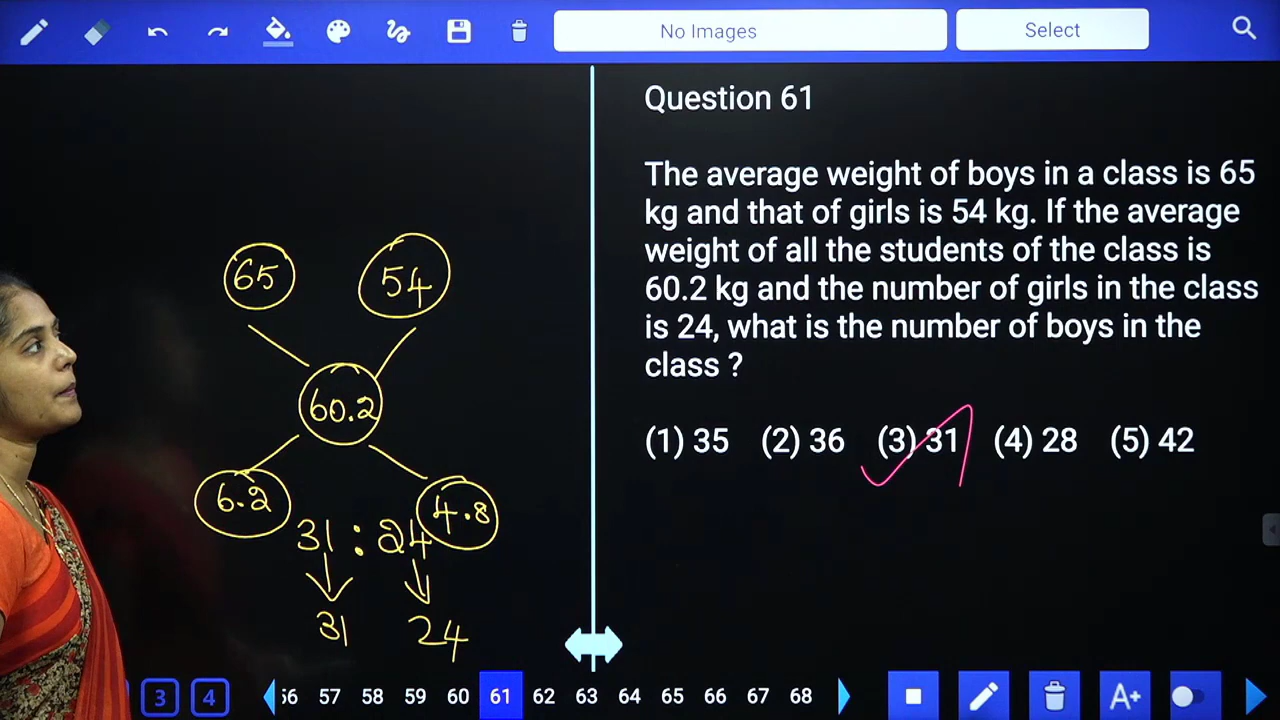 No Images
Select
65
54
60.2
6.2
4.8
31 : 24
31
24
Question 61
The average weight of boys in a class is 65
kg and that of girls is 54 kg. If the average
weight of all the students of the class is
60.2 kg and the number of girls in the class
is 24, what is the number of boys in the
class ?
(1) 35 (2) 36 (3) 31 (4) 28 (5) 42
3 4 56 57 58 59 60 61 62 63 64 65 66 67 68 A+